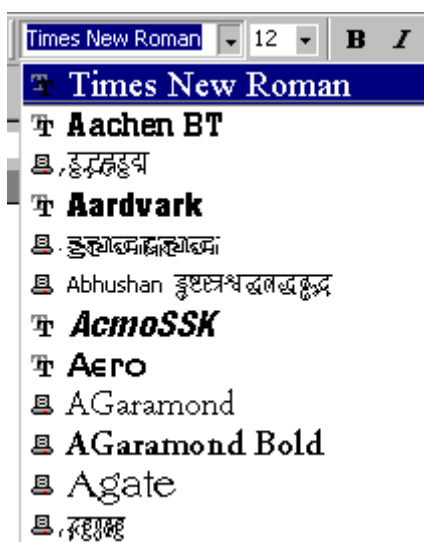 Times New Roman 12 B I
Times New Roman
Aachen BT
Aardvark
Abhushan
AcmoSSK
Aero
AGaramond
AGaramond Bold
Agate